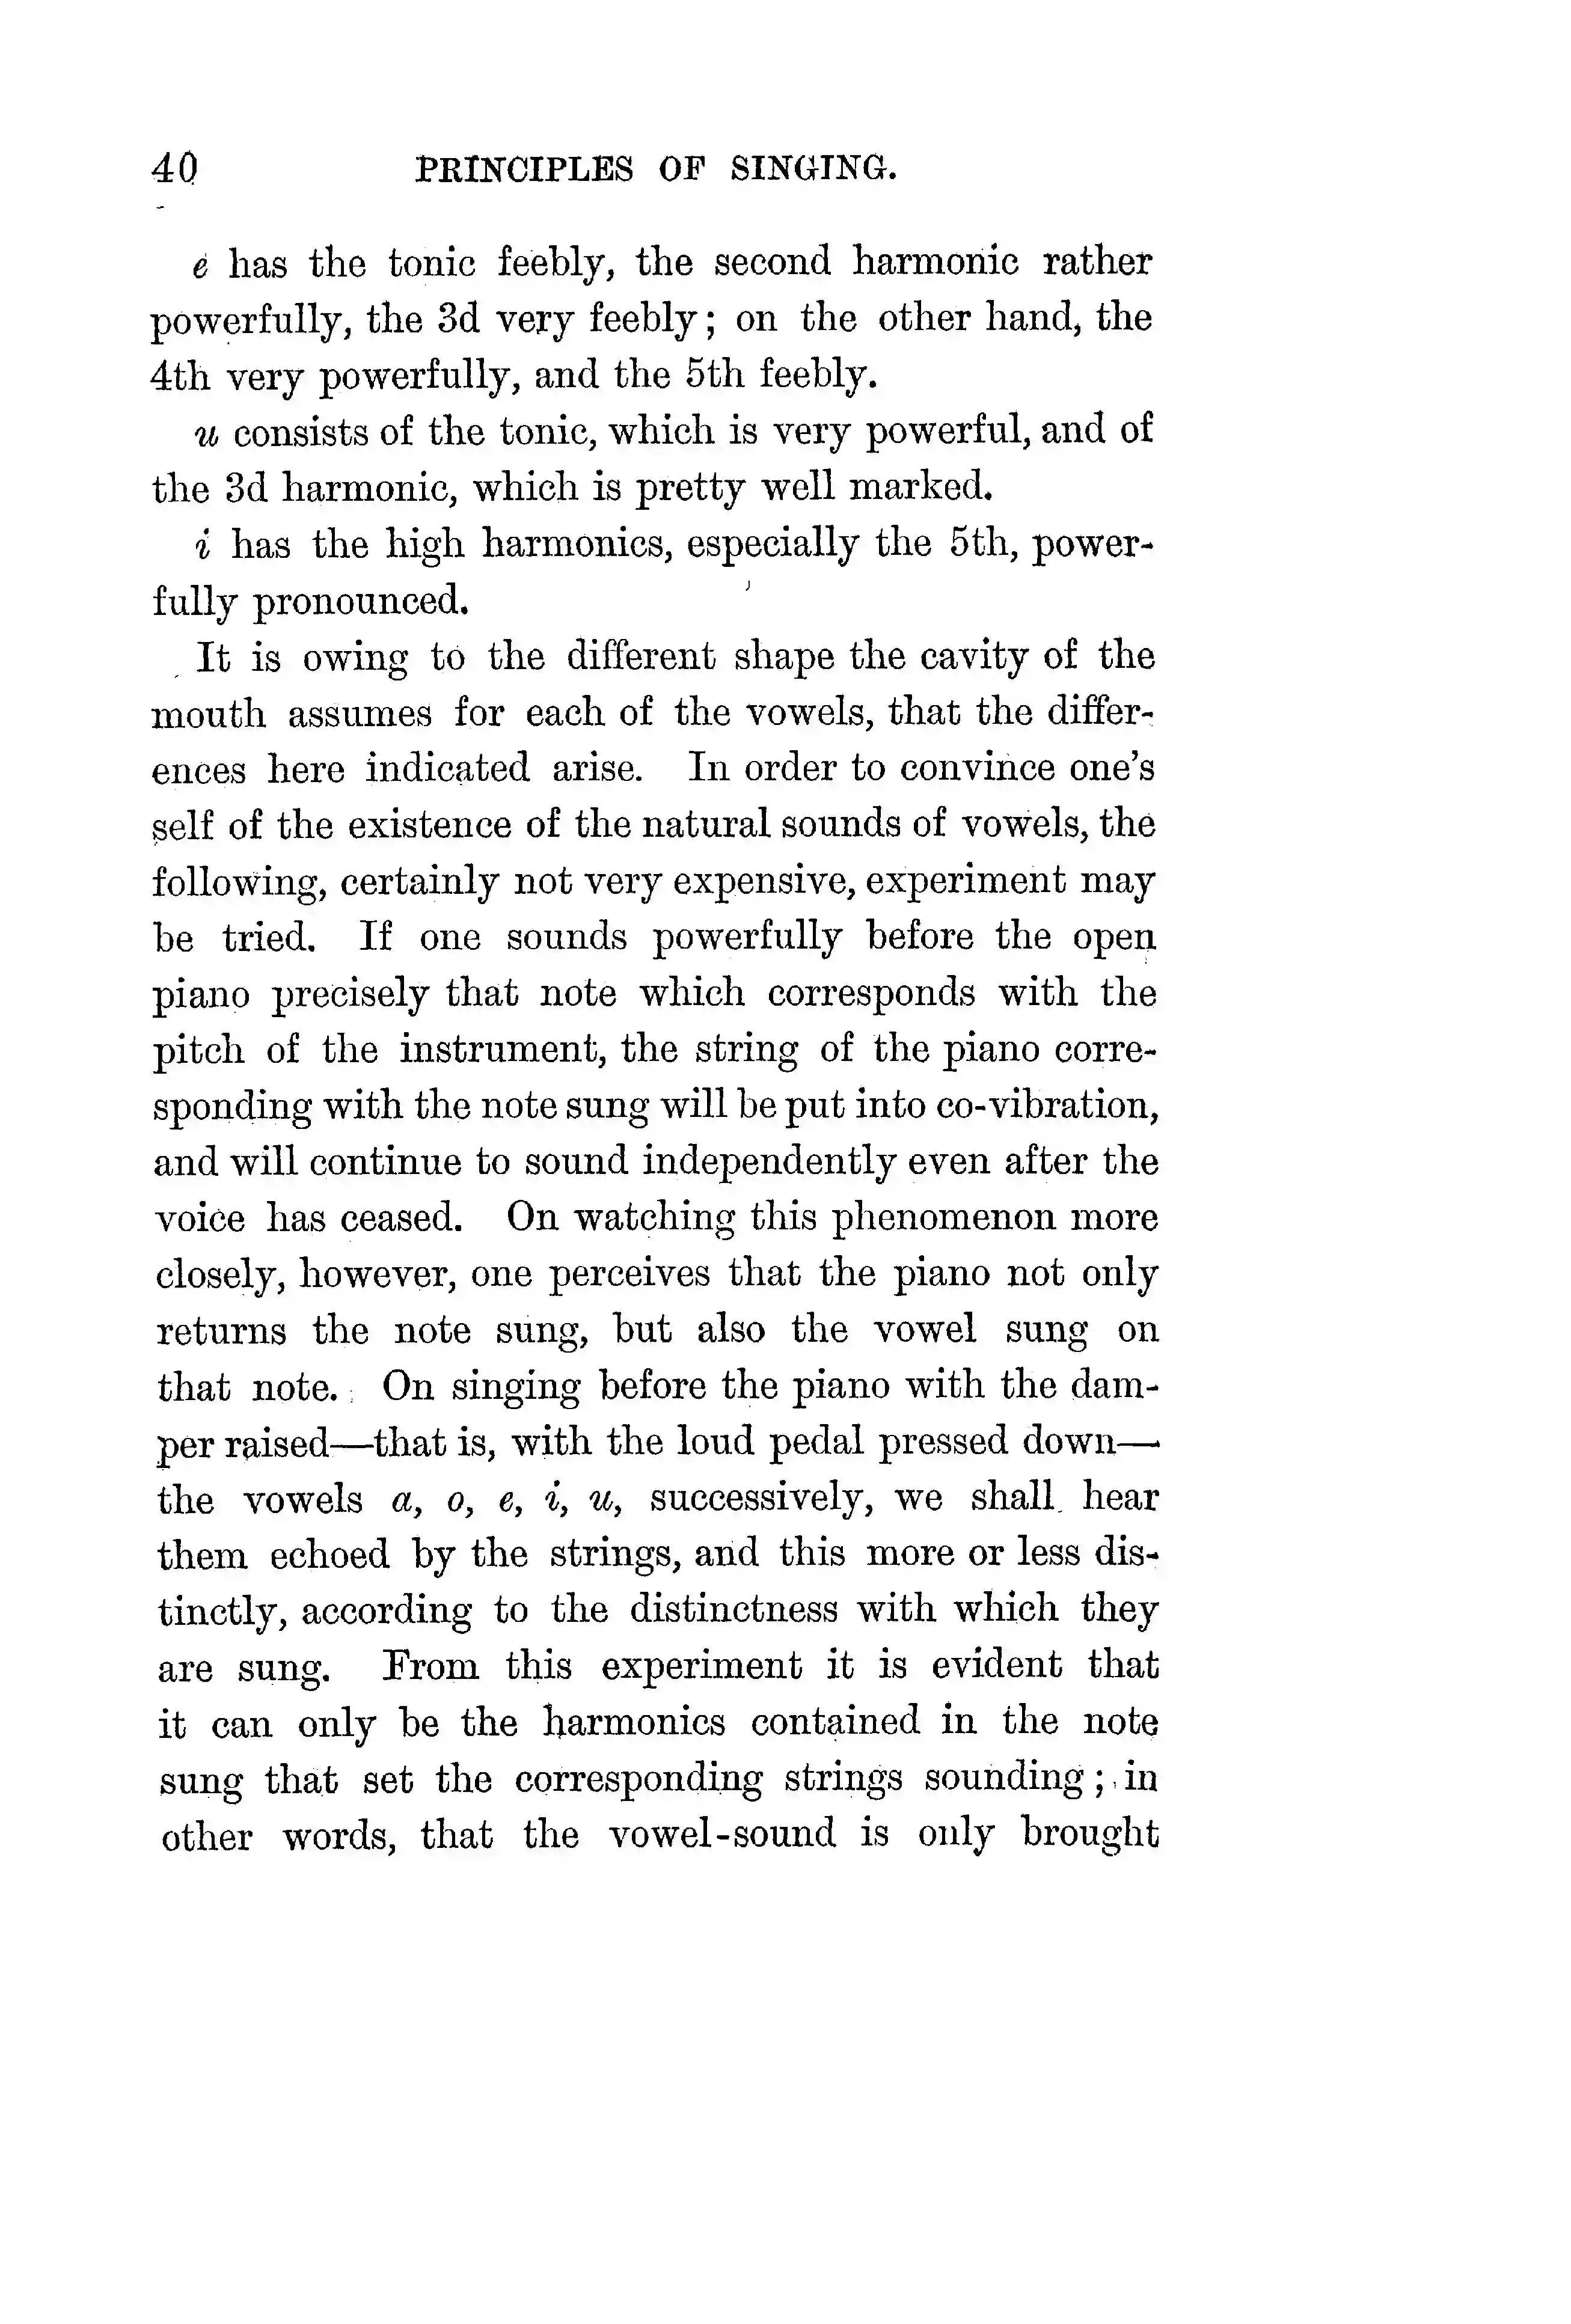 40 PRINCIPLES OF SINGING.
e has the tonic feebly, the second harmonic rather
powerfully, the 3d very feebly; on the other hand, the
4th very powerfully, and the 5th feebly.
u consists of the tonic, which is very powerful, and of
the 3d harmonic, which is pretty well marked.
i has the high harmonics, especially the 5th, power-
fully pronounced.
It is owing to the different shape the cavity of the
mouth assumes for each of the vowels, that the differ-
ences here indicated arise. In order to convince one's
self of the existence of the natural sounds of vowels, the
following, certainly not very expensive, experiment may
be tried. If one sounds powerfully before the open
piano precisely that note which corresponds with the
pitch of the instrument, the string of the piano corre-
sponding with the note sung will be put into co-vibration,
and will continue to sound independently even after the
voice has ceased. On watching this phenomenon more
closely, however, one perceives that the piano not only
returns the note sung, but also the vowel sung on
that note. On singing before the piano with the dam-
per raised—that is, with the loud pedal pressed down—
the vowels a, o, e, i, u, successively, we shall hear
them echoed by the strings, and this more or less dis-
tinctly, according to the distinctness with which they
are sung. From this experiment it is evident that
it can only be the harmonics contained in the note
sung that set the corresponding strings sounding; in
other words, that the vowel-sound is only brought